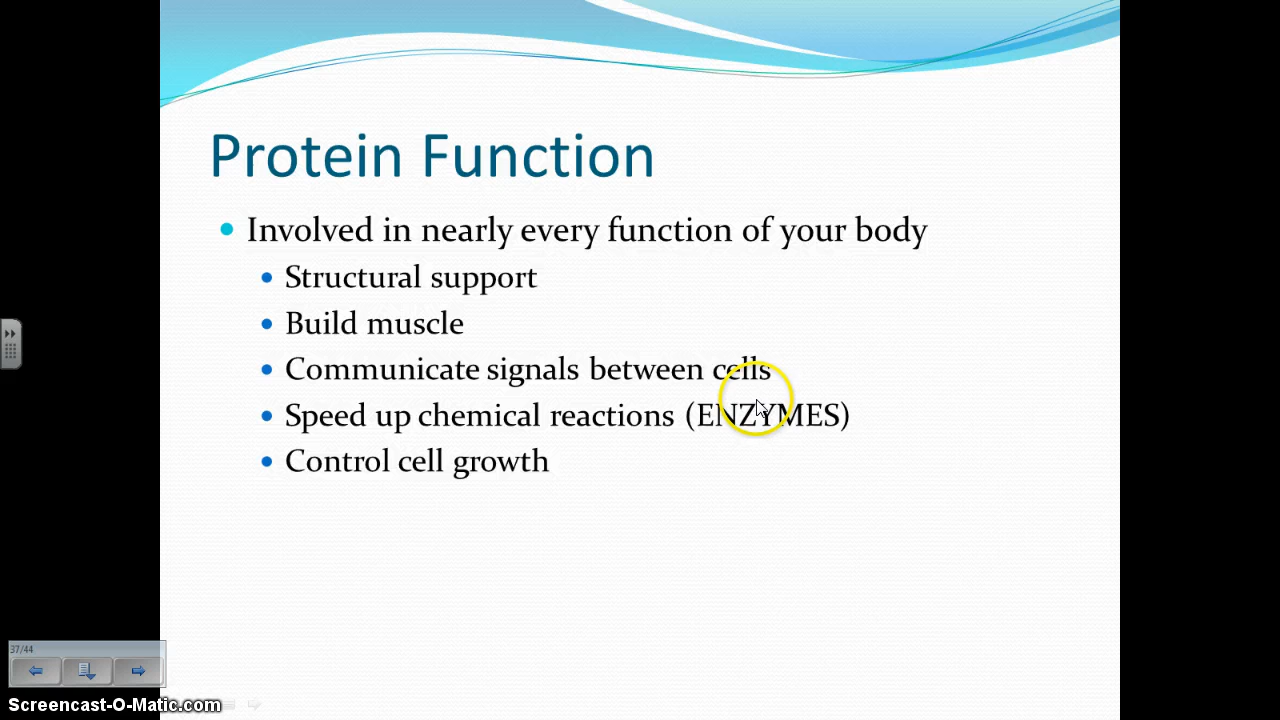 Protein Function
Involved in nearly every function of your body
Structural support
Build muscle
Communicate signals between cells
Speed up chemical reactions (ENZYMES)
Control cell growth
37/44
Screencast-O-Matic.com